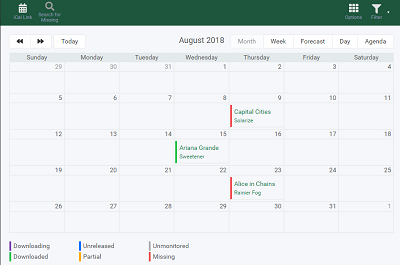 iCal Link
Search for
Missing
Options
Filter
Today
August 2018
Month Week Forecast Day Agenda
Sunday Monday Tuesday Wednesday Thursday Friday Saturday
29 30 31 1 2 3 4
5 6 7 8 9 10 11
Capital Cities
Solarize
12 13 14 15 16 17 18
Ariana Grande
Sweetener
19 20 21 22 23 24 25
Alice in Chains
Rainier Fog
26 27 28 29 30 31 1
Downloading Unreleased Unmonitored
Downloaded Partial Missing